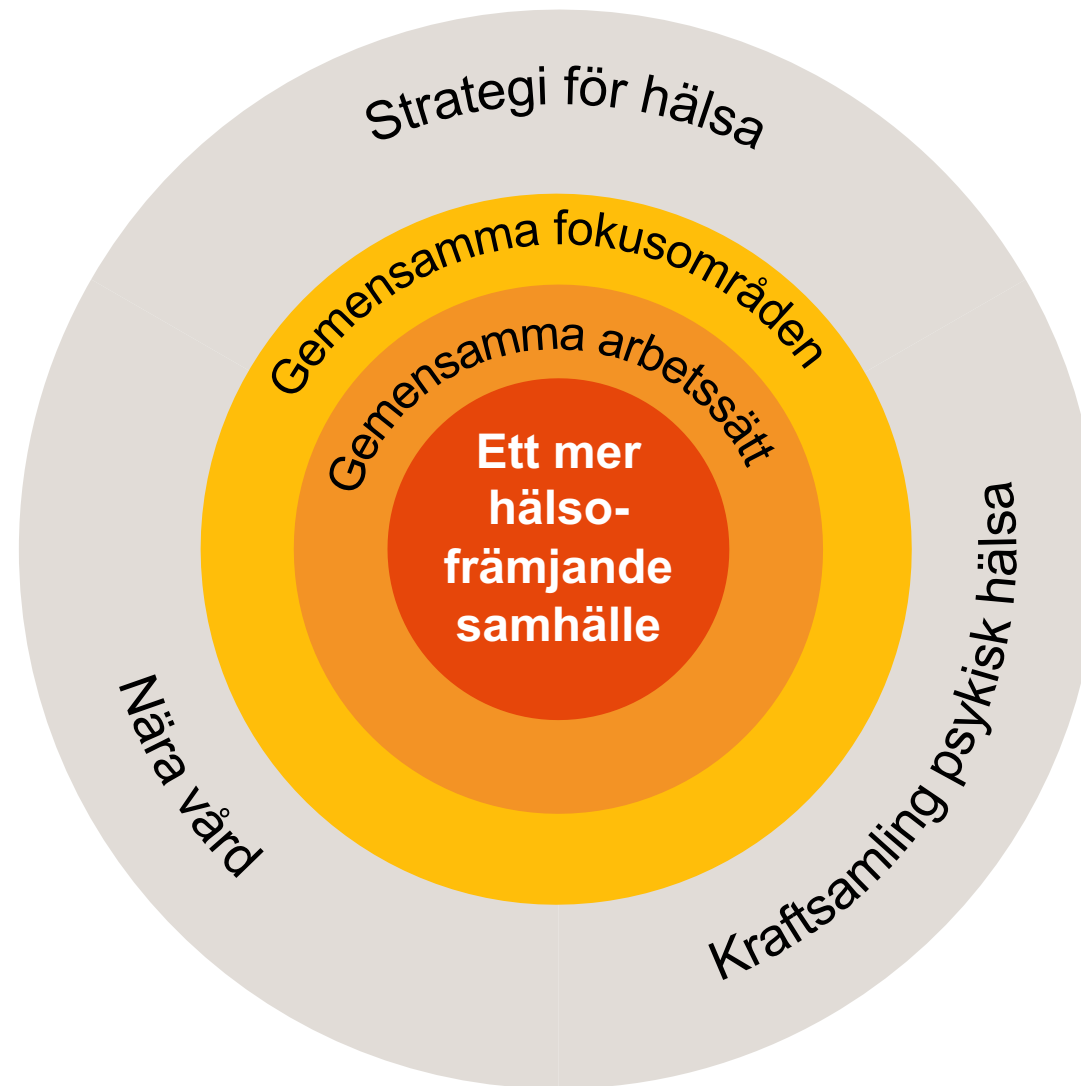 Strategi för hälsa
Gemensamma fokusområden
Gemensamma arbetssätt
Ett mer
hälso-
främjande
samhälle
Kraftsamling psykisk hälsa
Nära vård